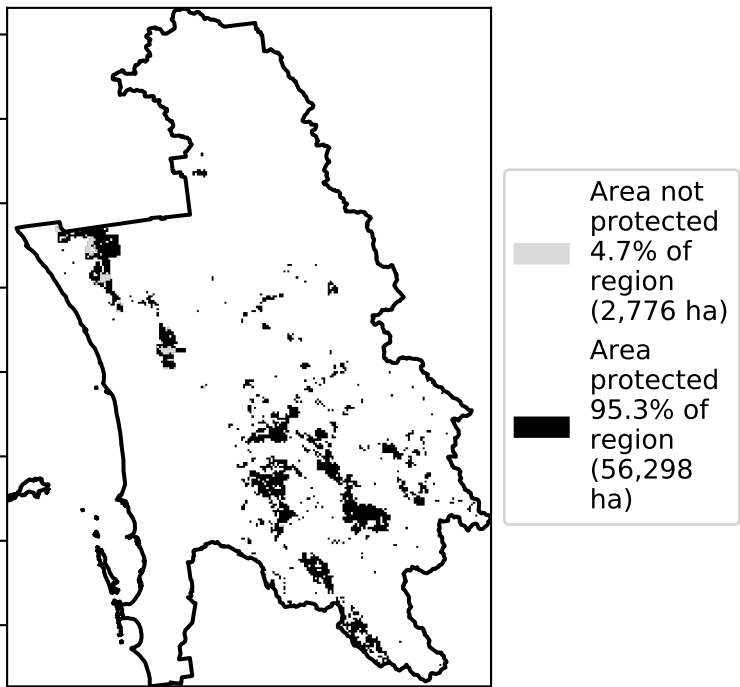 Area not
protected
4.7% of
region
(2,776 ha)
Area
protected
95.3% of
region
(56,298
ha)